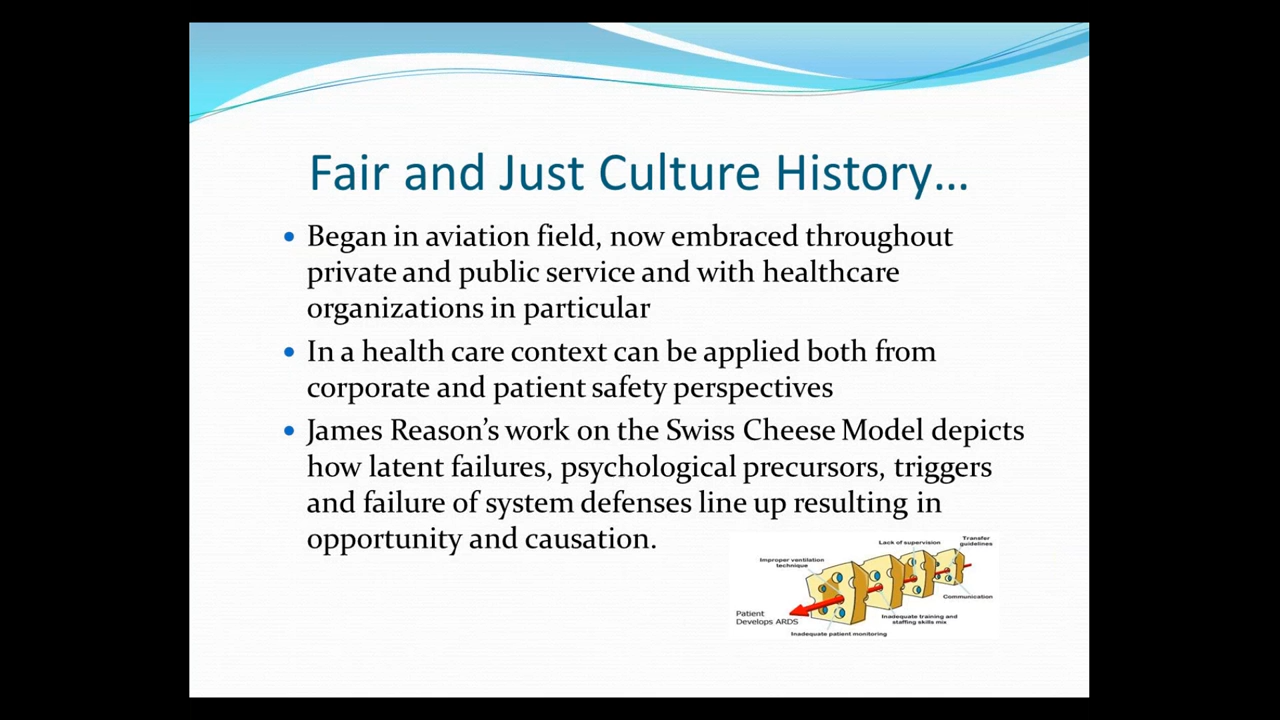 Fair and Just Culture History...
• Began in aviation field, now embraced throughout
private and public service and with healthcare
organizations in particular
• In a health care context can be applied both from
corporate and patient safety perspectives
• James Reason's work on the Swiss Cheese Model depicts
how latent failures, psychological precursors, triggers
and failure of system defenses line up resulting in
opportunity and causation.
Lack of supervision
Transfer
guidelines
Improper ventilation
technique
Communication
Patient
Develops ARDS
Inadequate training and
staffing skills mix
Inadequate patient monitoring